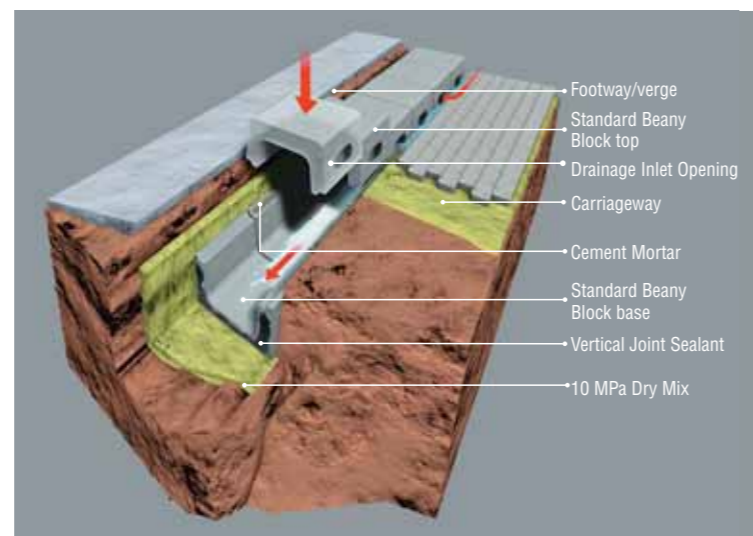 Footway/verge
Standard Beany
Block top
Drainage Inlet Opening
Carriageway
Cement Mortar
Standard Beany
Block base
Vertical Joint Sealant
10 MPa Dry Mix